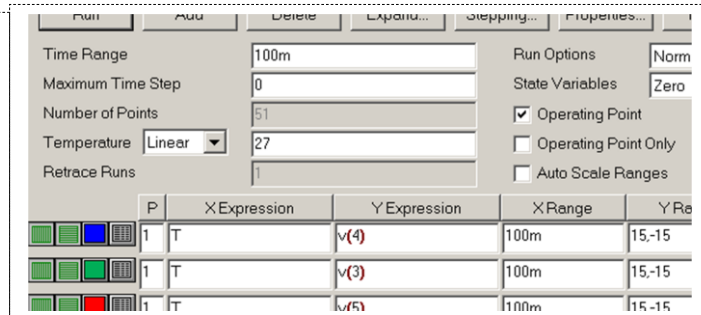 Run Add Delete Expand... Stepping... Properties...
Time Range 100m Run Options Norm
Maximum Time Step 0 State Variables Zero
Number of Points 51 Operating Point
Temperature Linear 27 Operating Point Only
Retrace Runs 1 Auto Scale Ranges
P X Expression Y Expression X Range Y Ra
1 T v(4) 100m 15,-15
1 T v(3) 100m 15,-15
1 T v(5) 100m 15,-15